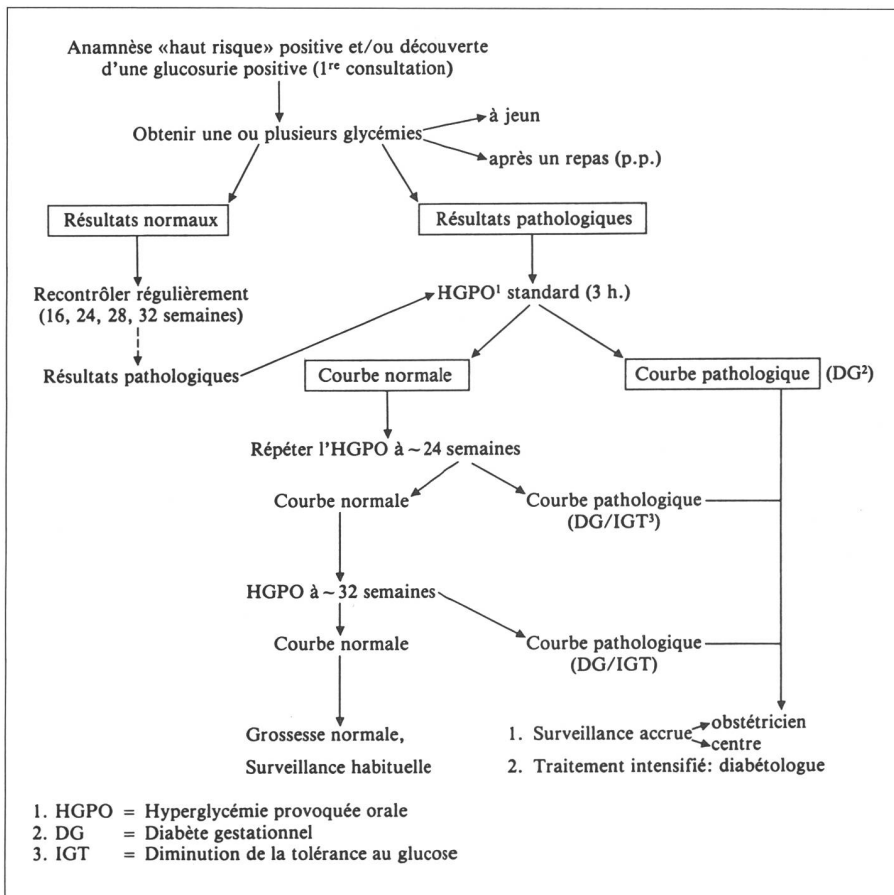 Anamnèse «haut risque» positive et/ou découverte
d'une glucosurie positive (1re consultation)
à jeun
Obtenir une ou plusieurs glycémies
après un repas (p.p.)
Résultats normaux
Résultats pathologiques
Recontrôler régulièrement
(16, 24, 28, 32 semaines)
HGPO1 standard (3 h.)
Résultats pathologiques
Courbe normale
Courbe pathologique (DG2)
Répéter l'HGPO à ~ 24 semaines
Courbe normale
Courbe pathologique
(DG/IGT3)
HGPO à ~ 32 semaines
Courbe normale
Courbe pathologique
(DG/IGT)
Grossesse normale,
Surveillance habituelle
1. Surveillance accrue
obstétricien
centre
2. Traitement intensifié: diabétologue
1. HGPO = Hyperglycémie provoquée orale
2. DG = Diabète gestationnel
3. IGT = Diminution de la tolérance au glucose